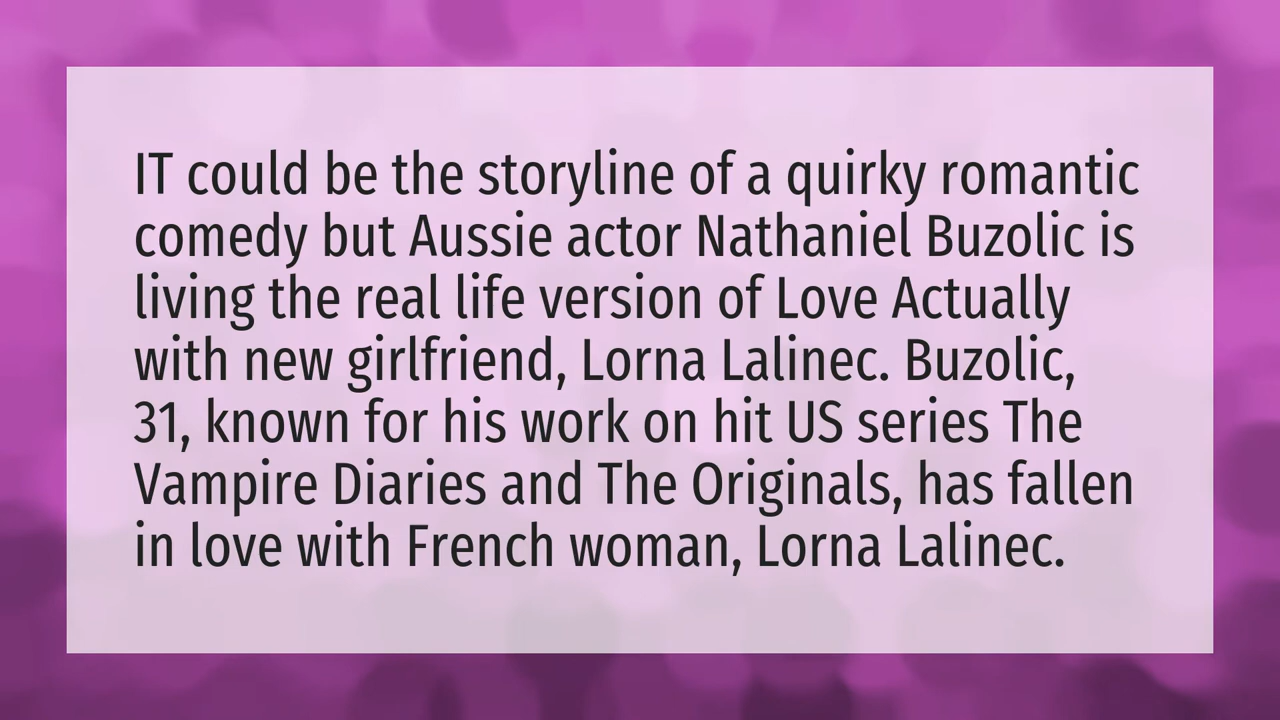 IT could be the storyline of a quirky romantic
comedy but Aussie actor Nathaniel Buzolic is
living the real life version of Love Actually
with new girlfriend, Lorna Lalinec. Buzolic,
31, known for his work on hit US series The
Vampire Diaries and The Originals, has fallen
in love with French woman, Lorna Lalinec.